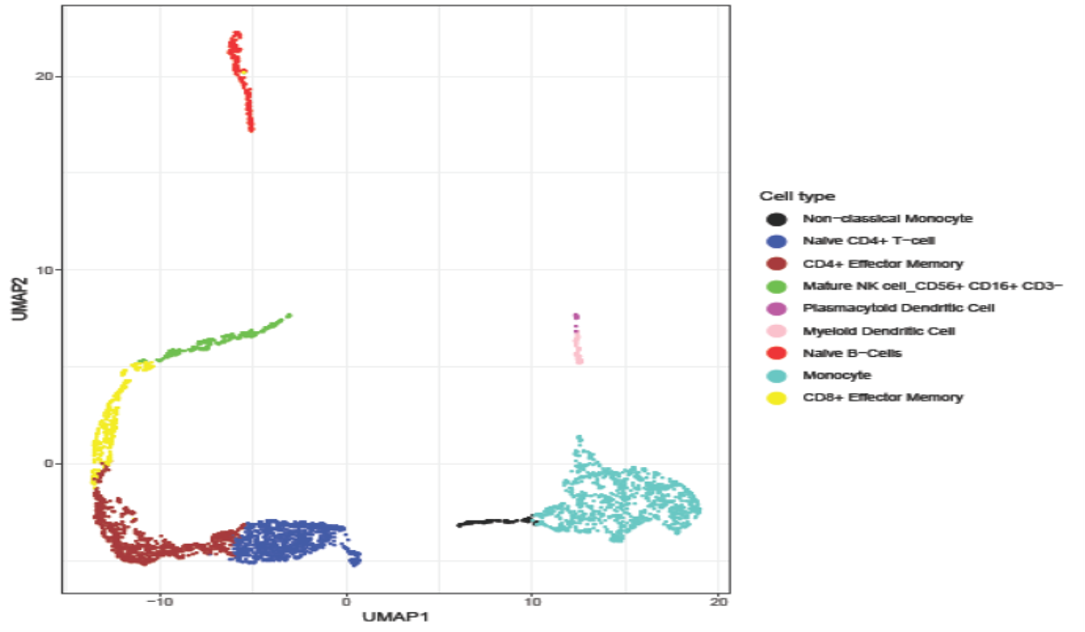 20
10
0
UMAP2
-10
0
10
20
UMAP1
Cell type
Non-classical Monocyte
Naive CD4+ T-cell
CD4+ Effector Memory
Mature NK cell_CD56+ CD16+ CD3-
Plasmacytoid Dendritic Cell
Myeloid Dendritic Cell
Naive B-Cells
Monocyte
CD8+ Effector Memory